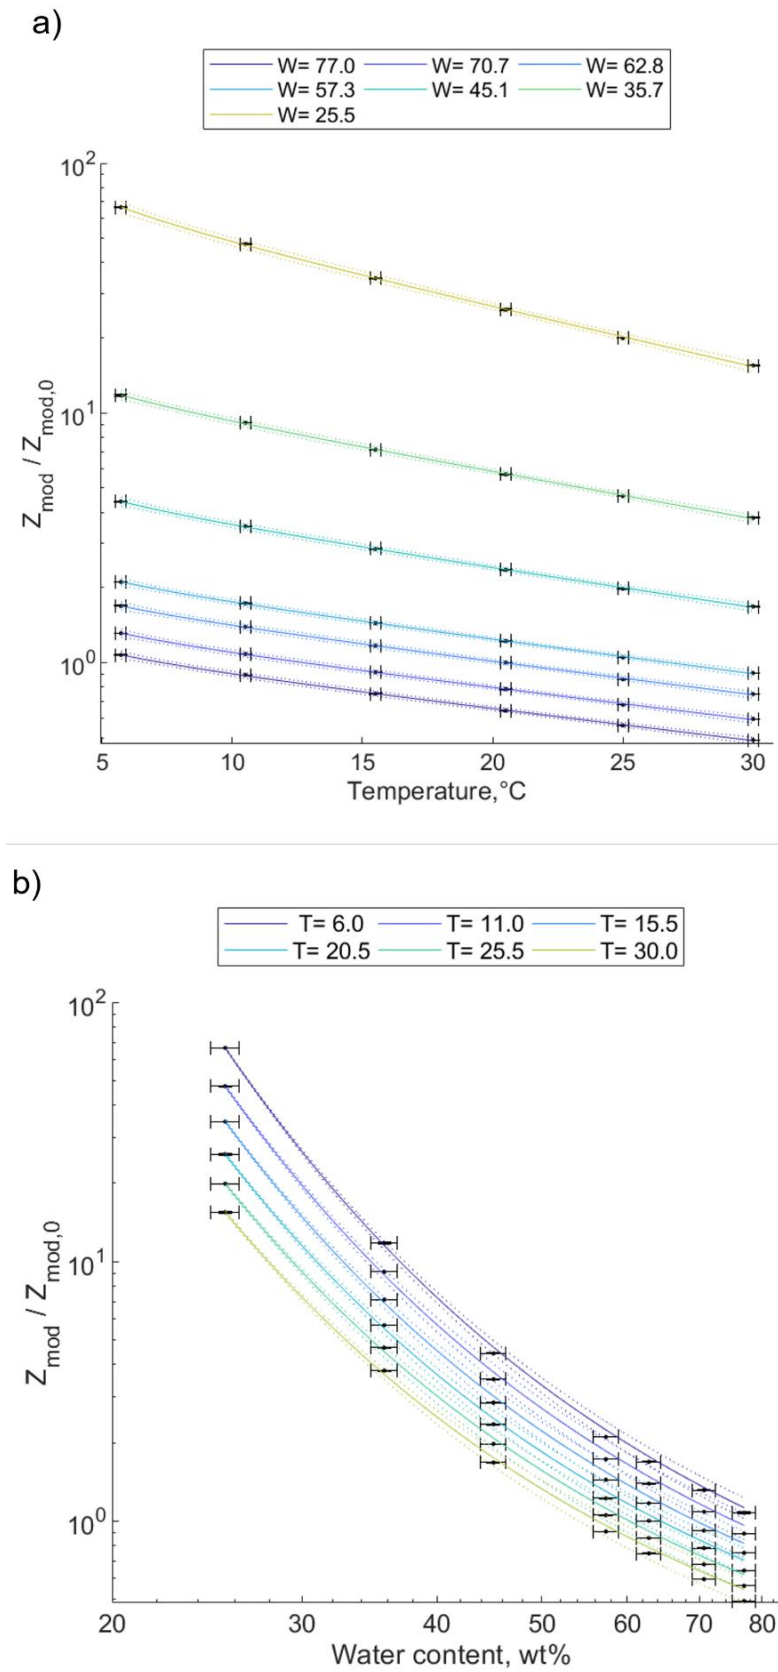 a)
W= 77.0 W= 70.7 W= 62.8
W= 57.3 W= 45.1 W= 35.7
W= 25.5
10^2
10^1
10^0
Z_mod / Z_mod,0
5 10 15 20 25 30
Temperature,°C
b)
T= 6.0 T= 11.0 T= 15.5
T= 20.5 T= 25.5 T= 30.0
10^2
10^1
10^0
Z_mod / Z_mod,0
20 30 40 50 60 70 80
Water content, wt%